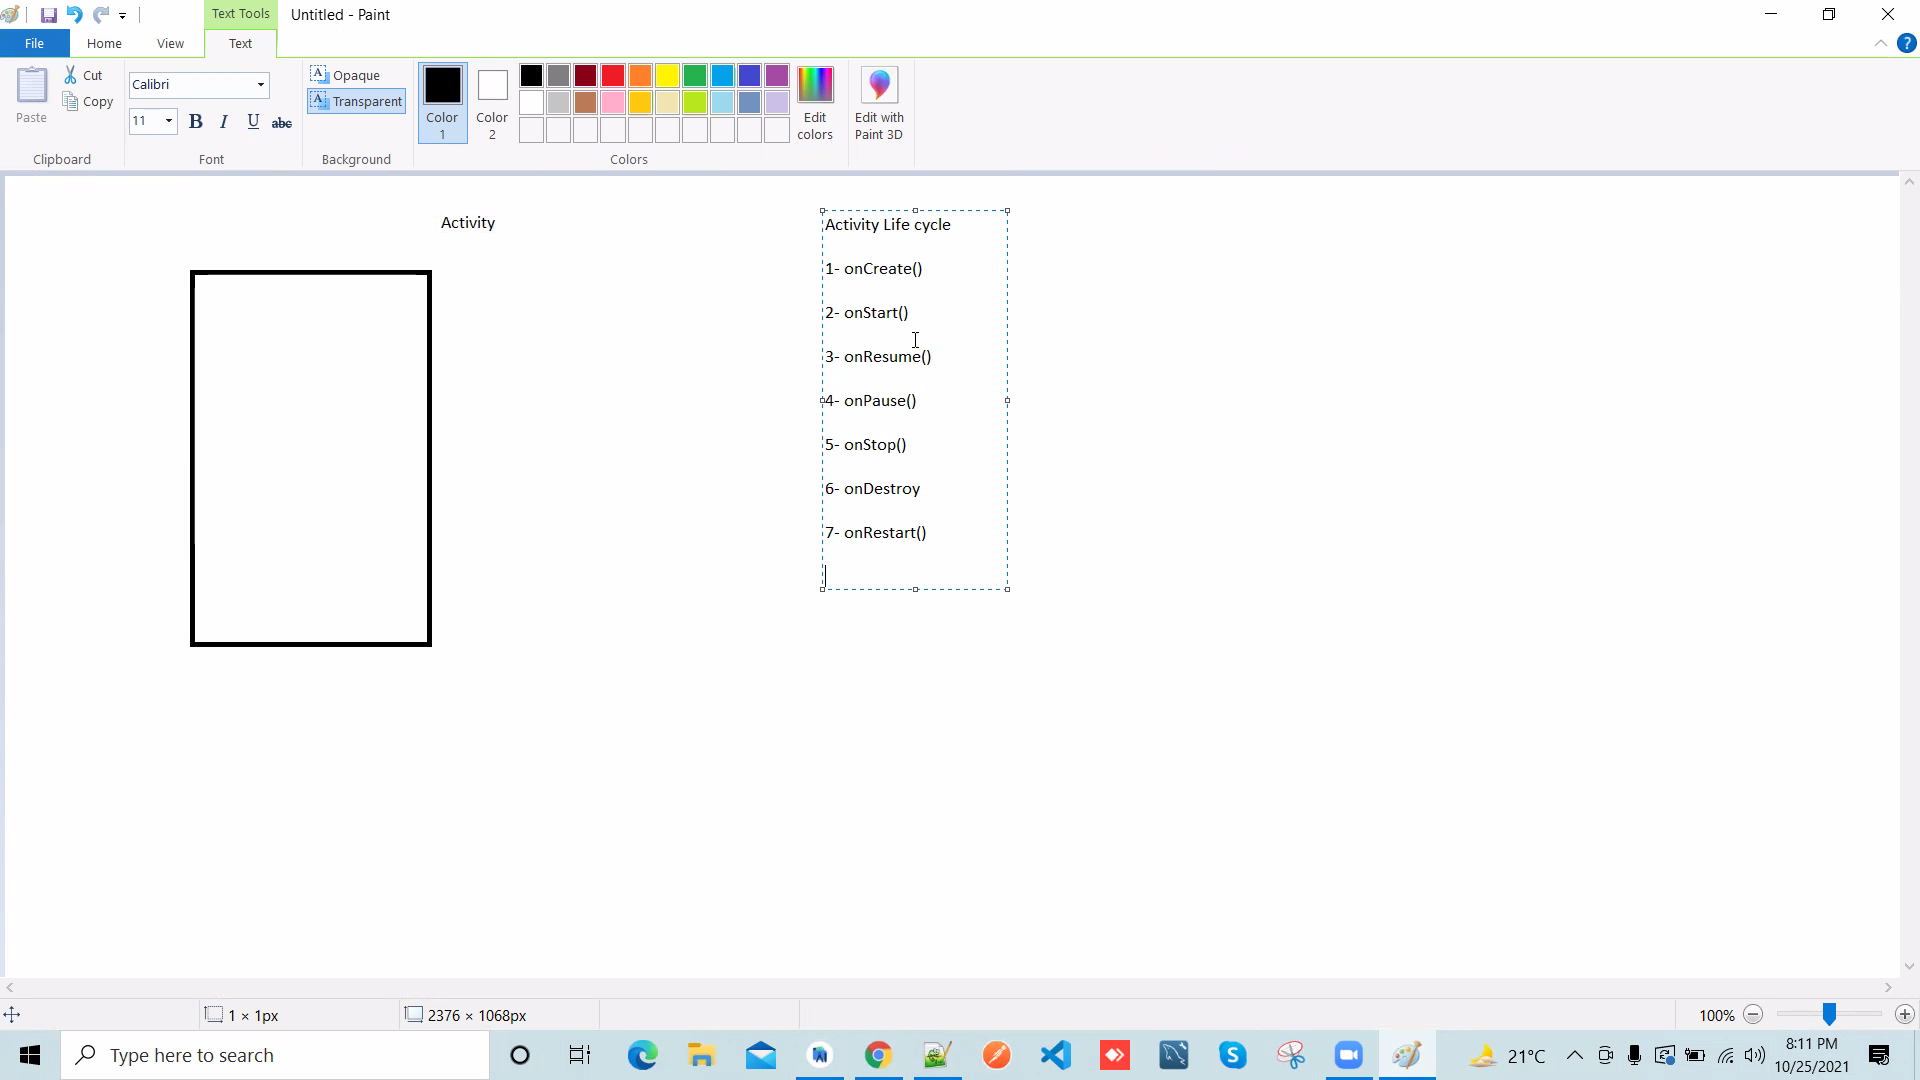 Text Tools
Untitled - Paint
File
Home
View
Text
Paste
Cut
Copy
Clipboard
Calibri
11
B
I
U
abc
Font
Opaque
Transparent
Background
Color
1
Color
2
Edit
colors
Colors
Edit with
Paint 3D
Activity
Activity Life cycle
1- onCreate()
2- onStart()
3- onResume()
4- onPause()
5- onStop()
6- onDestroy
7- onRestart()
1 × 1px
2376 × 1068px
100%
Type here to search
21°C
8:11 PM
10/25/2021